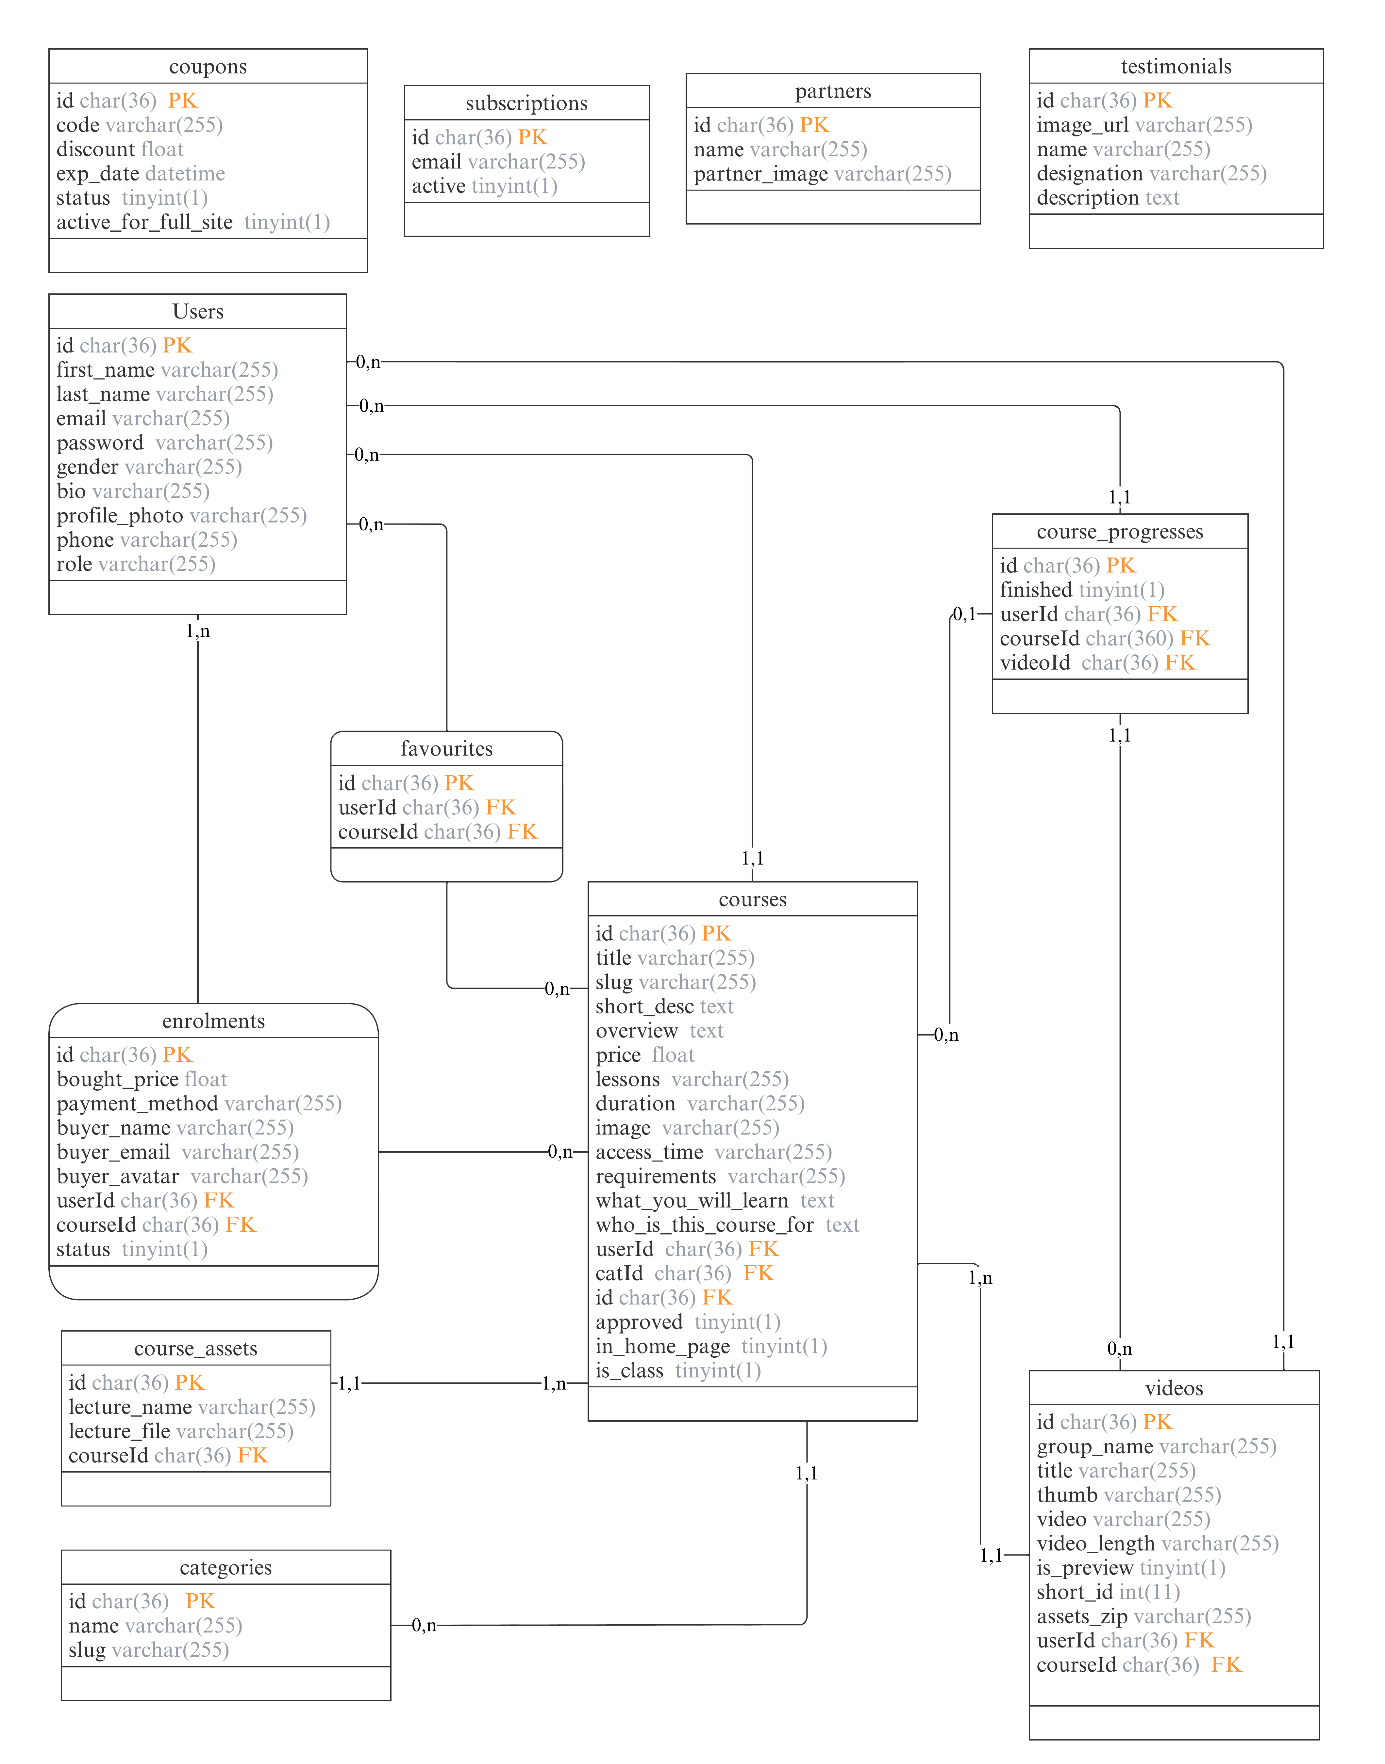 coupons
id char(36) PK
code varchar(255)
discount float
exp_date datetime
status tinyint(1)
active_for_full_site tinyint(1)
subscriptions
id char(36) PK
email varchar(255)
active tinyint(1)
partners
id char(36) PK
name varchar(255)
partner_image varchar(255)
testimonials
id char(36) PK
image_url varchar(255)
name varchar(255)
designation varchar(255)
description text
Users
id char(36) PK
first_name varchar(255)
last_name varchar(255)
email varchar(255)
password varchar(255)
gender varchar(255)
bio varchar(255)
profile_photo varchar(255)
phone varchar(255)
role varchar(255)
0,n
0,n
0,n
0,n
1,n
1,1
course_progresses
id char(36) PK
finished tinyint(1)
userId char(36) FK
courseId char(360) FK
videoId char(36) FK
0,1
1,1
favourites
id char(36) PK
userId char(36) FK
courseId char(36) FK
1,1
0,n
courses
id char(36) PK
title varchar(255)
slug varchar(255)
short_desc text
overview text
price float
lessons varchar(255)
duration varchar(255)
image varchar(255)
access_time varchar(255)
requirements varchar(255)
what_you_will_learn text
who_is_this_course_for text
userId char(36) FK
catId char(36) FK
id char(36) FK
approved tinyint(1)
in_home_page tinyint(1)
is_class tinyint(1)
0,n
enrolments
id char(36) PK
bought_price float
payment_method varchar(255)
buyer_name varchar(255)
buyer_email varchar(255)
buyer_avatar varchar(255)
userId char(36) FK
courseId char(36) FK
status tinyint(1)
0,n
1,n
course_assets
id char(36) PK
lecture_name varchar(255)
lecture_file varchar(255)
courseId char(36) FK
1,1
1,n
1,1
categories
id char(36) PK
name varchar(255)
slug varchar(255)
0,n
0,n
1,1
1,1
videos
id char(36) PK
group_name varchar(255)
title varchar(255)
thumb varchar(255)
video varchar(255)
video_length varchar(255)
is_preview tinyint(1)
short_id int(11)
assets_zip varchar(255)
userId char(36) FK
courseId char(36) FK